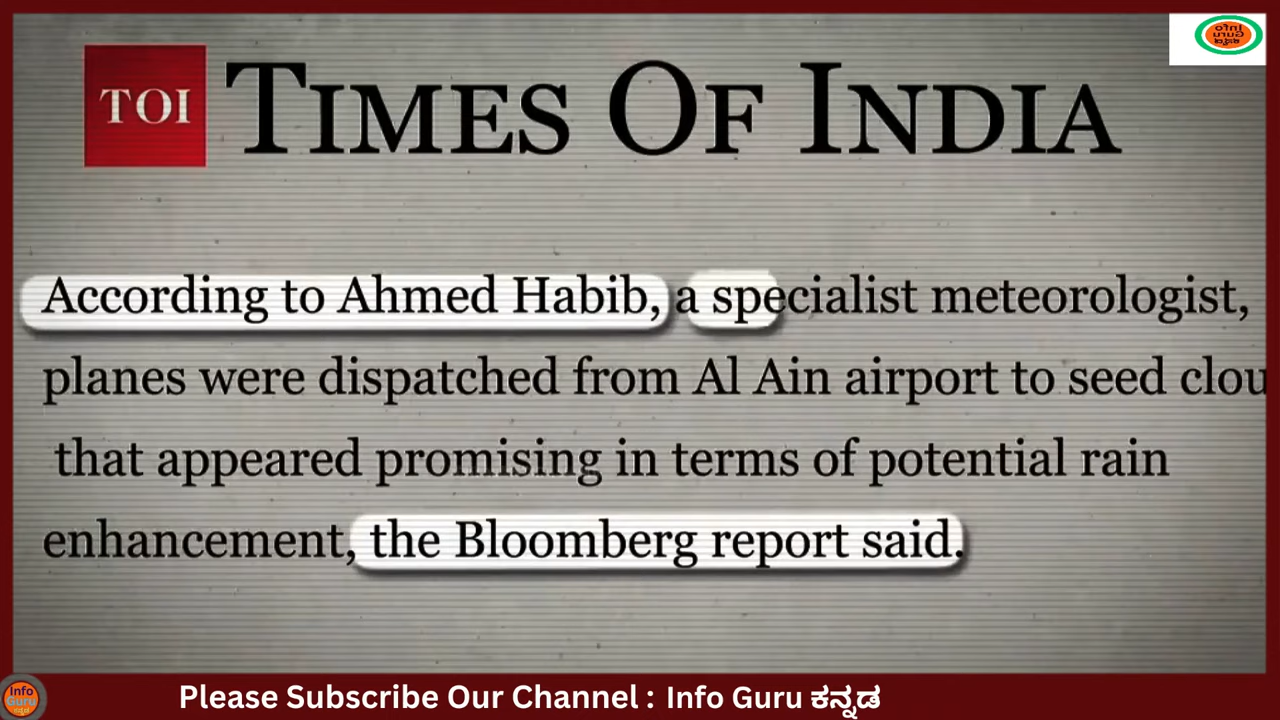 TOI TIMES OF INDIA
According to Ahmed Habib, a specialist meteorologist,
planes were dispatched from Al Ain airport to seed clou
that appeared promising in terms of potential rain
enhancement, the Bloomberg report said.
Info Guru ಕನ್ನಡ
Please Subscribe Our Channel : Info Guru ಕನ್ನಡ